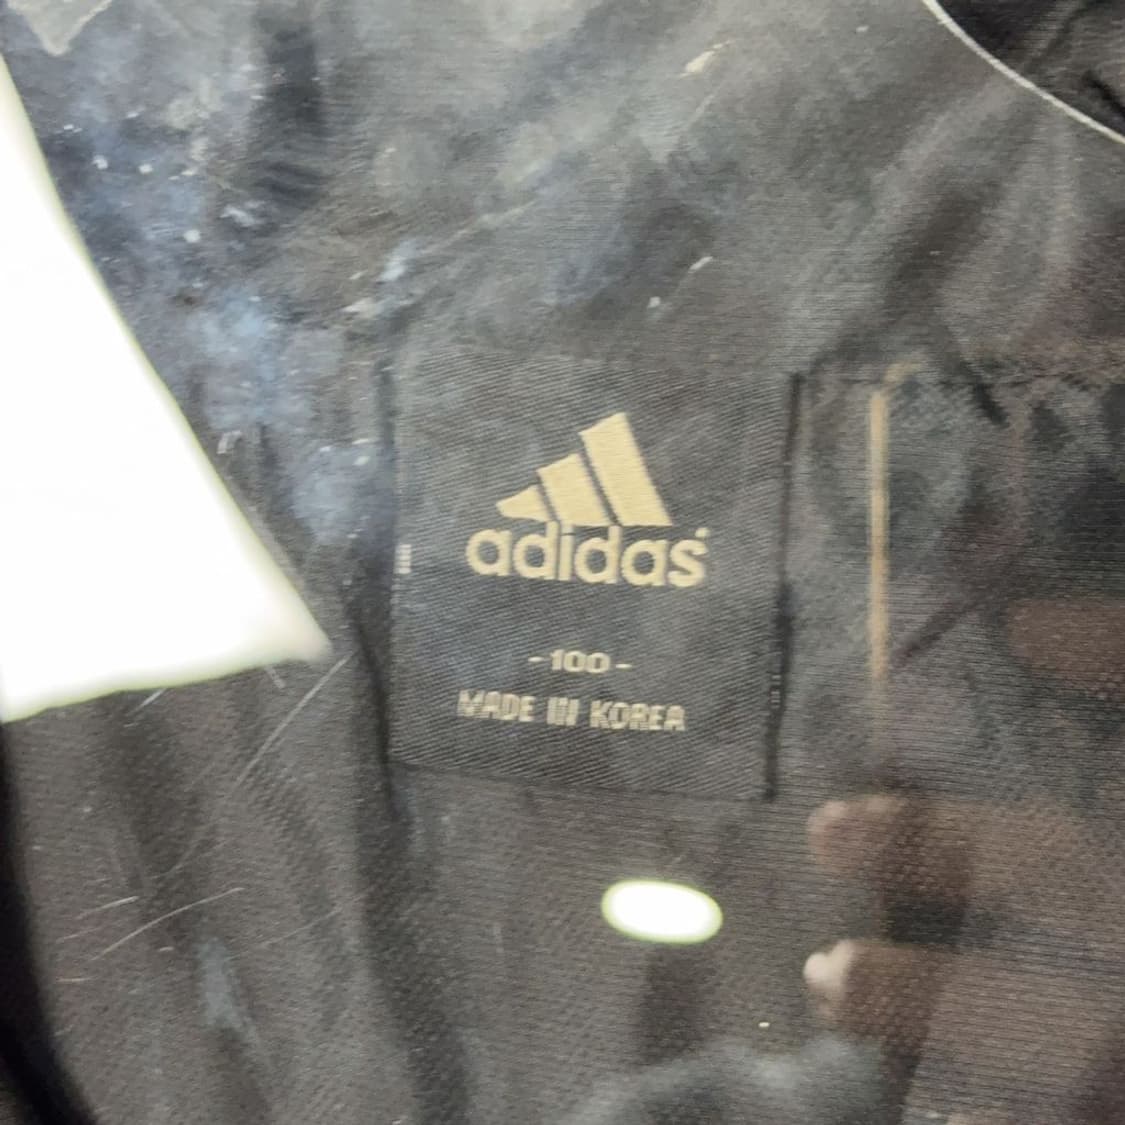 adidas
-100-
MADE IN KOREA